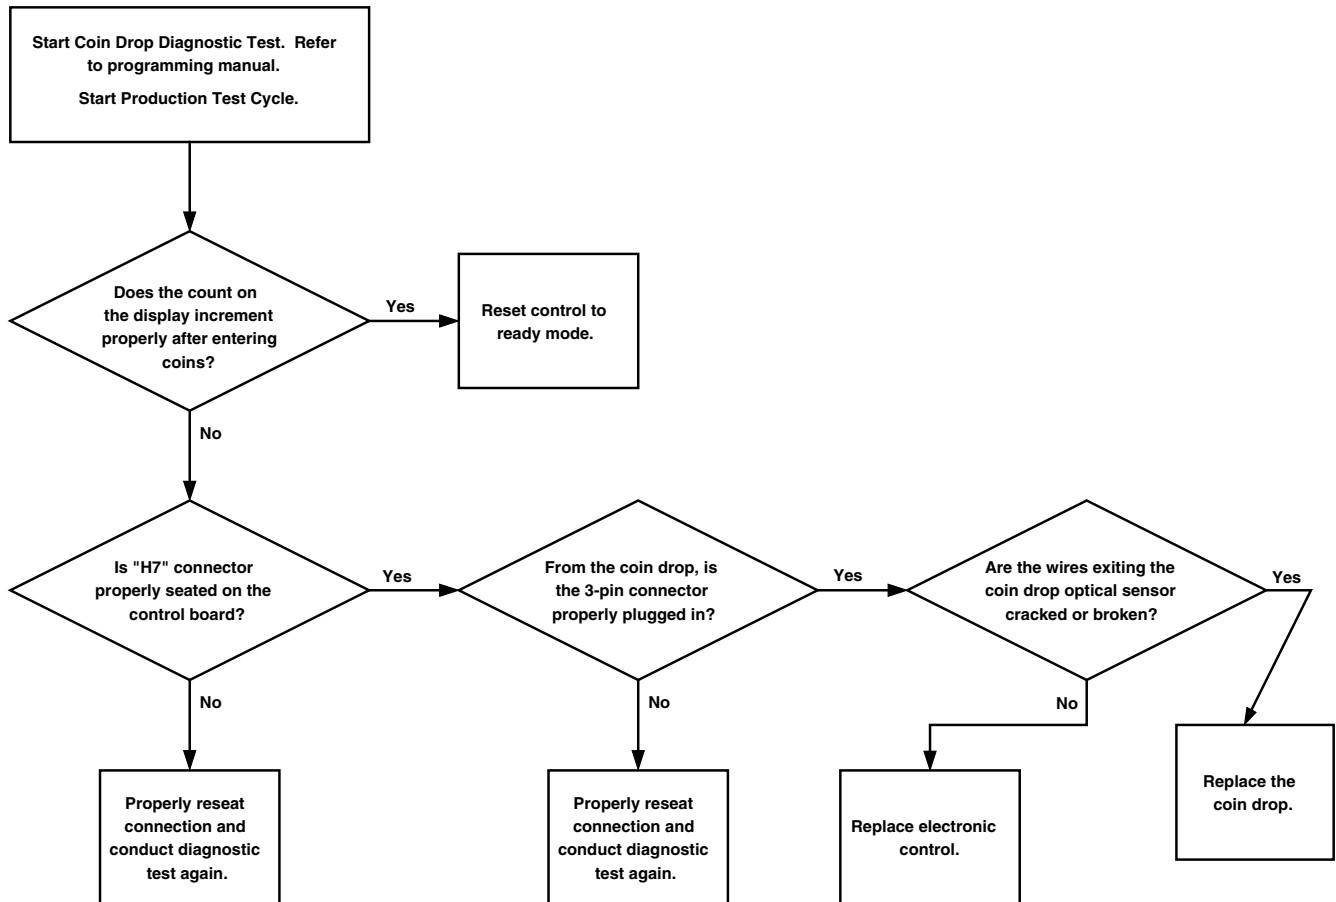 Start Coin Drop Diagnostic Test.  Refer
to programming manual.
Start Production Test Cycle.
Does the count on
the display increment
properly after entering
coins?
Yes
Reset control to
ready mode.
No
Is "H7" connector
properly seated on the
control board?
Yes
From the coin drop, is
the 3-pin connector
properly plugged in?
Yes
Are the wires exiting the
coin drop optical sensor
cracked or broken?
Yes
No
No
No
Properly reseat
connection and
conduct diagnostic
test again.
Properly reseat
connection and
conduct diagnostic
test again.
Replace electronic
control.
Replace the
coin drop.